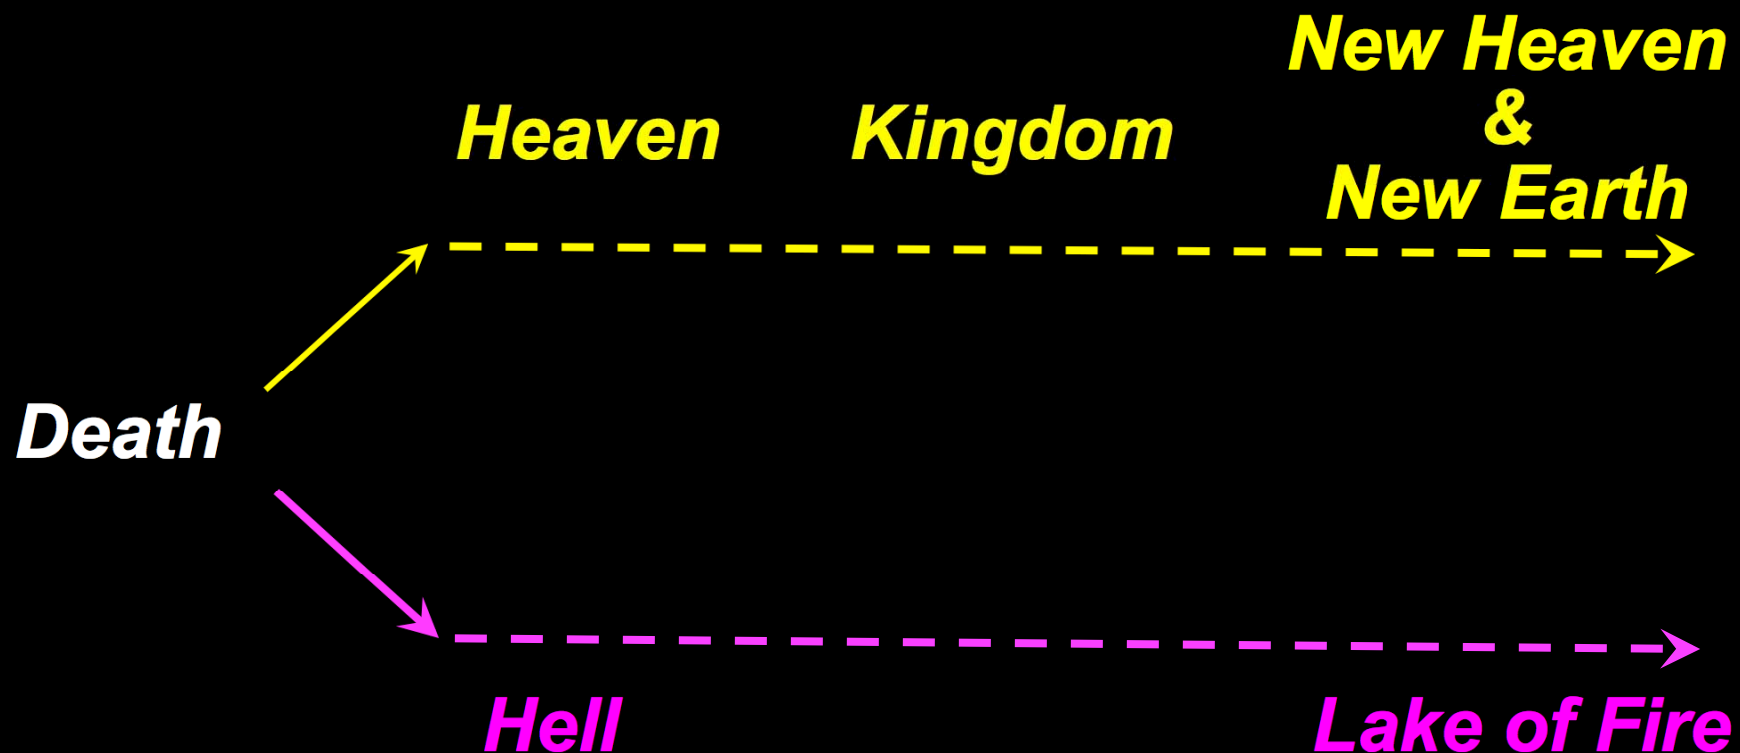 New Heaven
&
New Earth
Heaven
Kingdom
Death
Hell
Lake of Fire